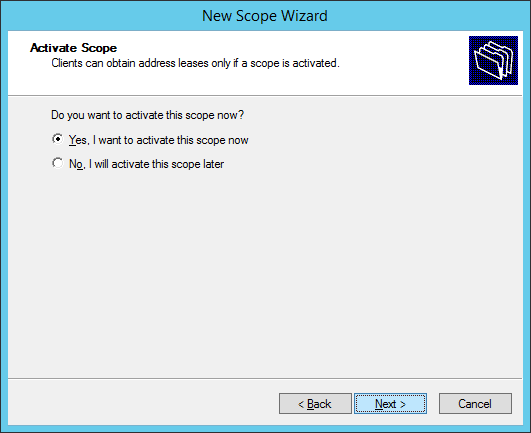 New Scope Wizard
Activate Scope
Clients can obtain address leases only if a scope is activated.
Do you want to activate this scope now?
Yes, I want to activate this scope now
No, I will activate this scope later
< Back
Next >
Cancel